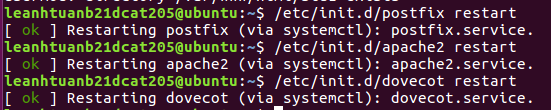 leanhtuanb21dcat205@ubuntu:~$ /etc/init.d/postfix restart
[ ok ] Restarting postfix (via systemctl): postfix.service.
leanhtuanb21dcat205@ubuntu:~$ /etc/init.d/apache2 restart
[ ok ] Restarting apache2 (via systemctl): apache2.service.
leanhtuanb21dcat205@ubuntu:~$ /etc/init.d/dovecot restart
[ ok ] Restarting dovecot (via systemctl): dovecot.service.